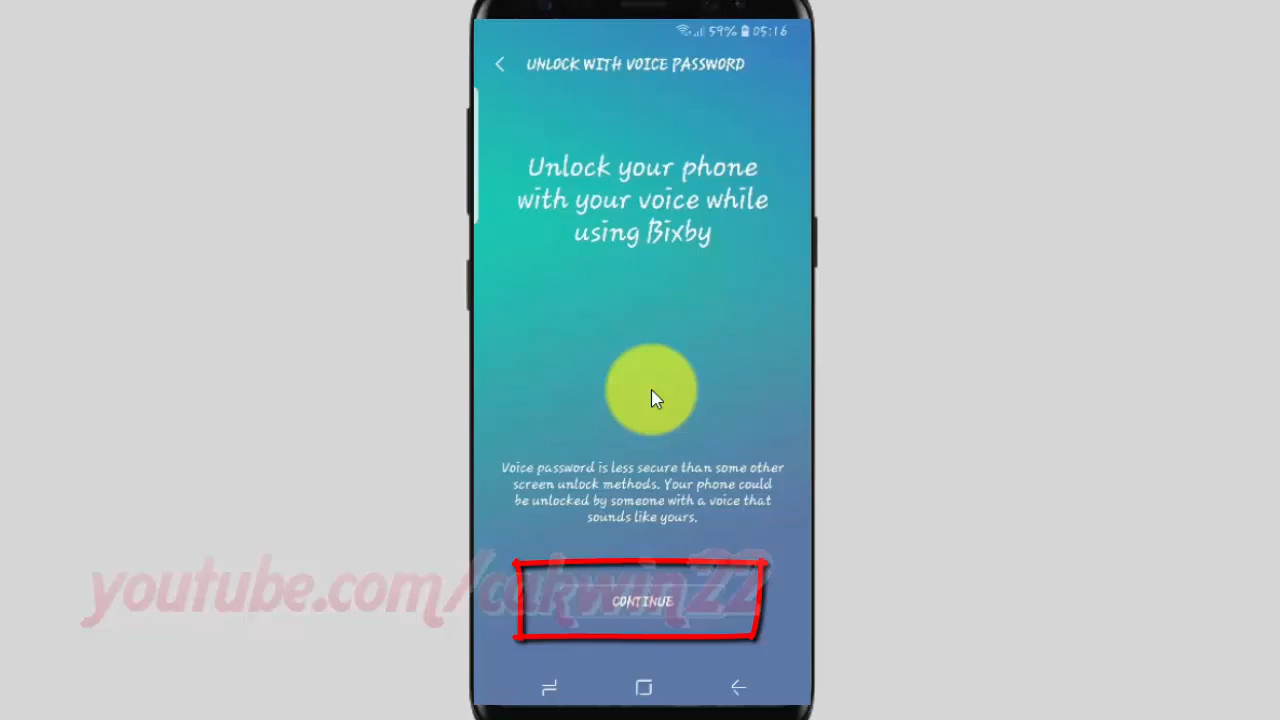 59% 05:16
UNLOCK WITH VOICE PASSWORD
Unlock your phone
with your voice while
using Bixby
Voice password is less secure than some other
screen unlock methods. Your phone could
be unlocked by someone with a voice that
sounds like yours.
youtube.com/cakwin22
CONTINUE